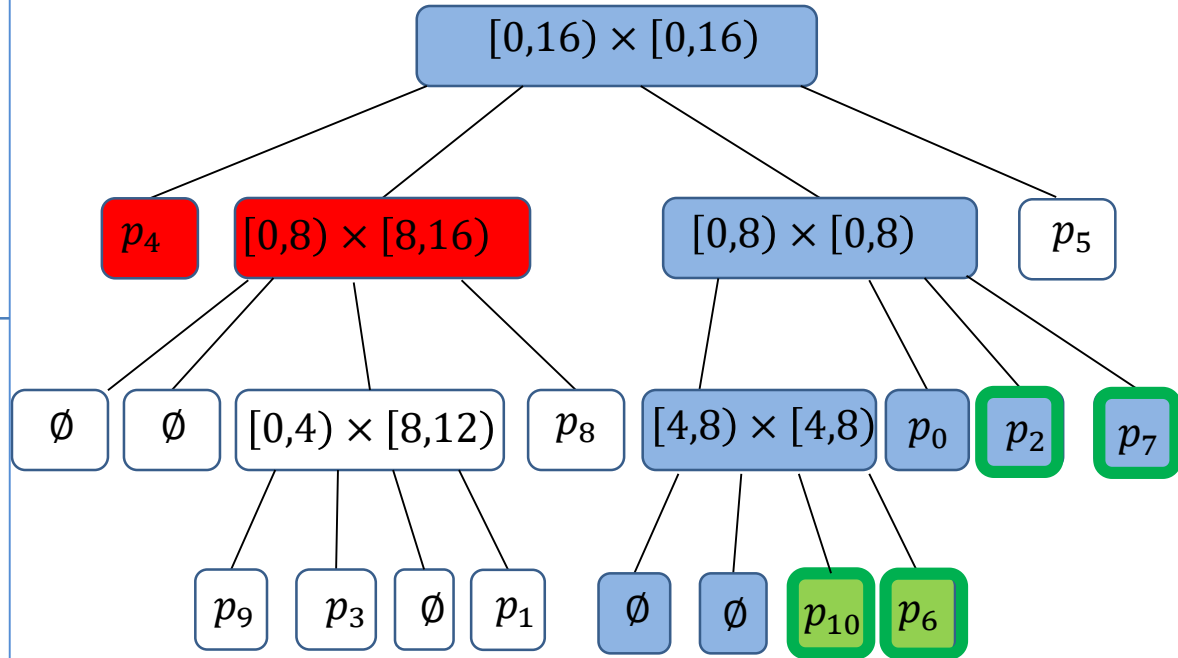 [0,16) × [0,16)
p₄ [0,8) × [8,16) [0,8) × [0,8) p₅
∅ ∅ [0,4) × [8,12) p₈ [4,8) × [4,8) p₀ p₂ p₇
p₉ p₃ ∅ p₁ ∅ ∅ p₁₀ p₆